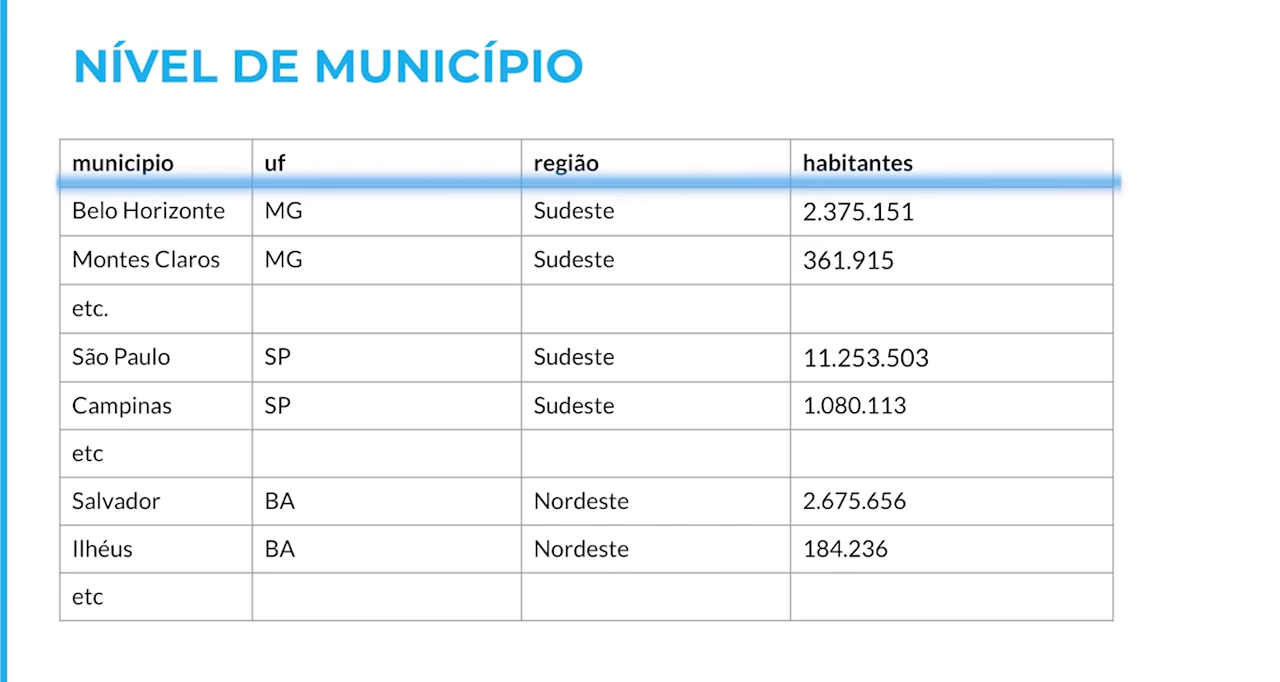 NÍVEL DE MUNICÍPIO
municipio uf região habitantes
Belo Horizonte MG Sudeste 2.375.151
Montes Claros MG Sudeste 361.915
etc.
São Paulo SP Sudeste 11.253.503
Campinas SP Sudeste 1.080.113
etc
Salvador BA Nordeste 2.675.656
Ilhéus BA Nordeste 184.236
etc